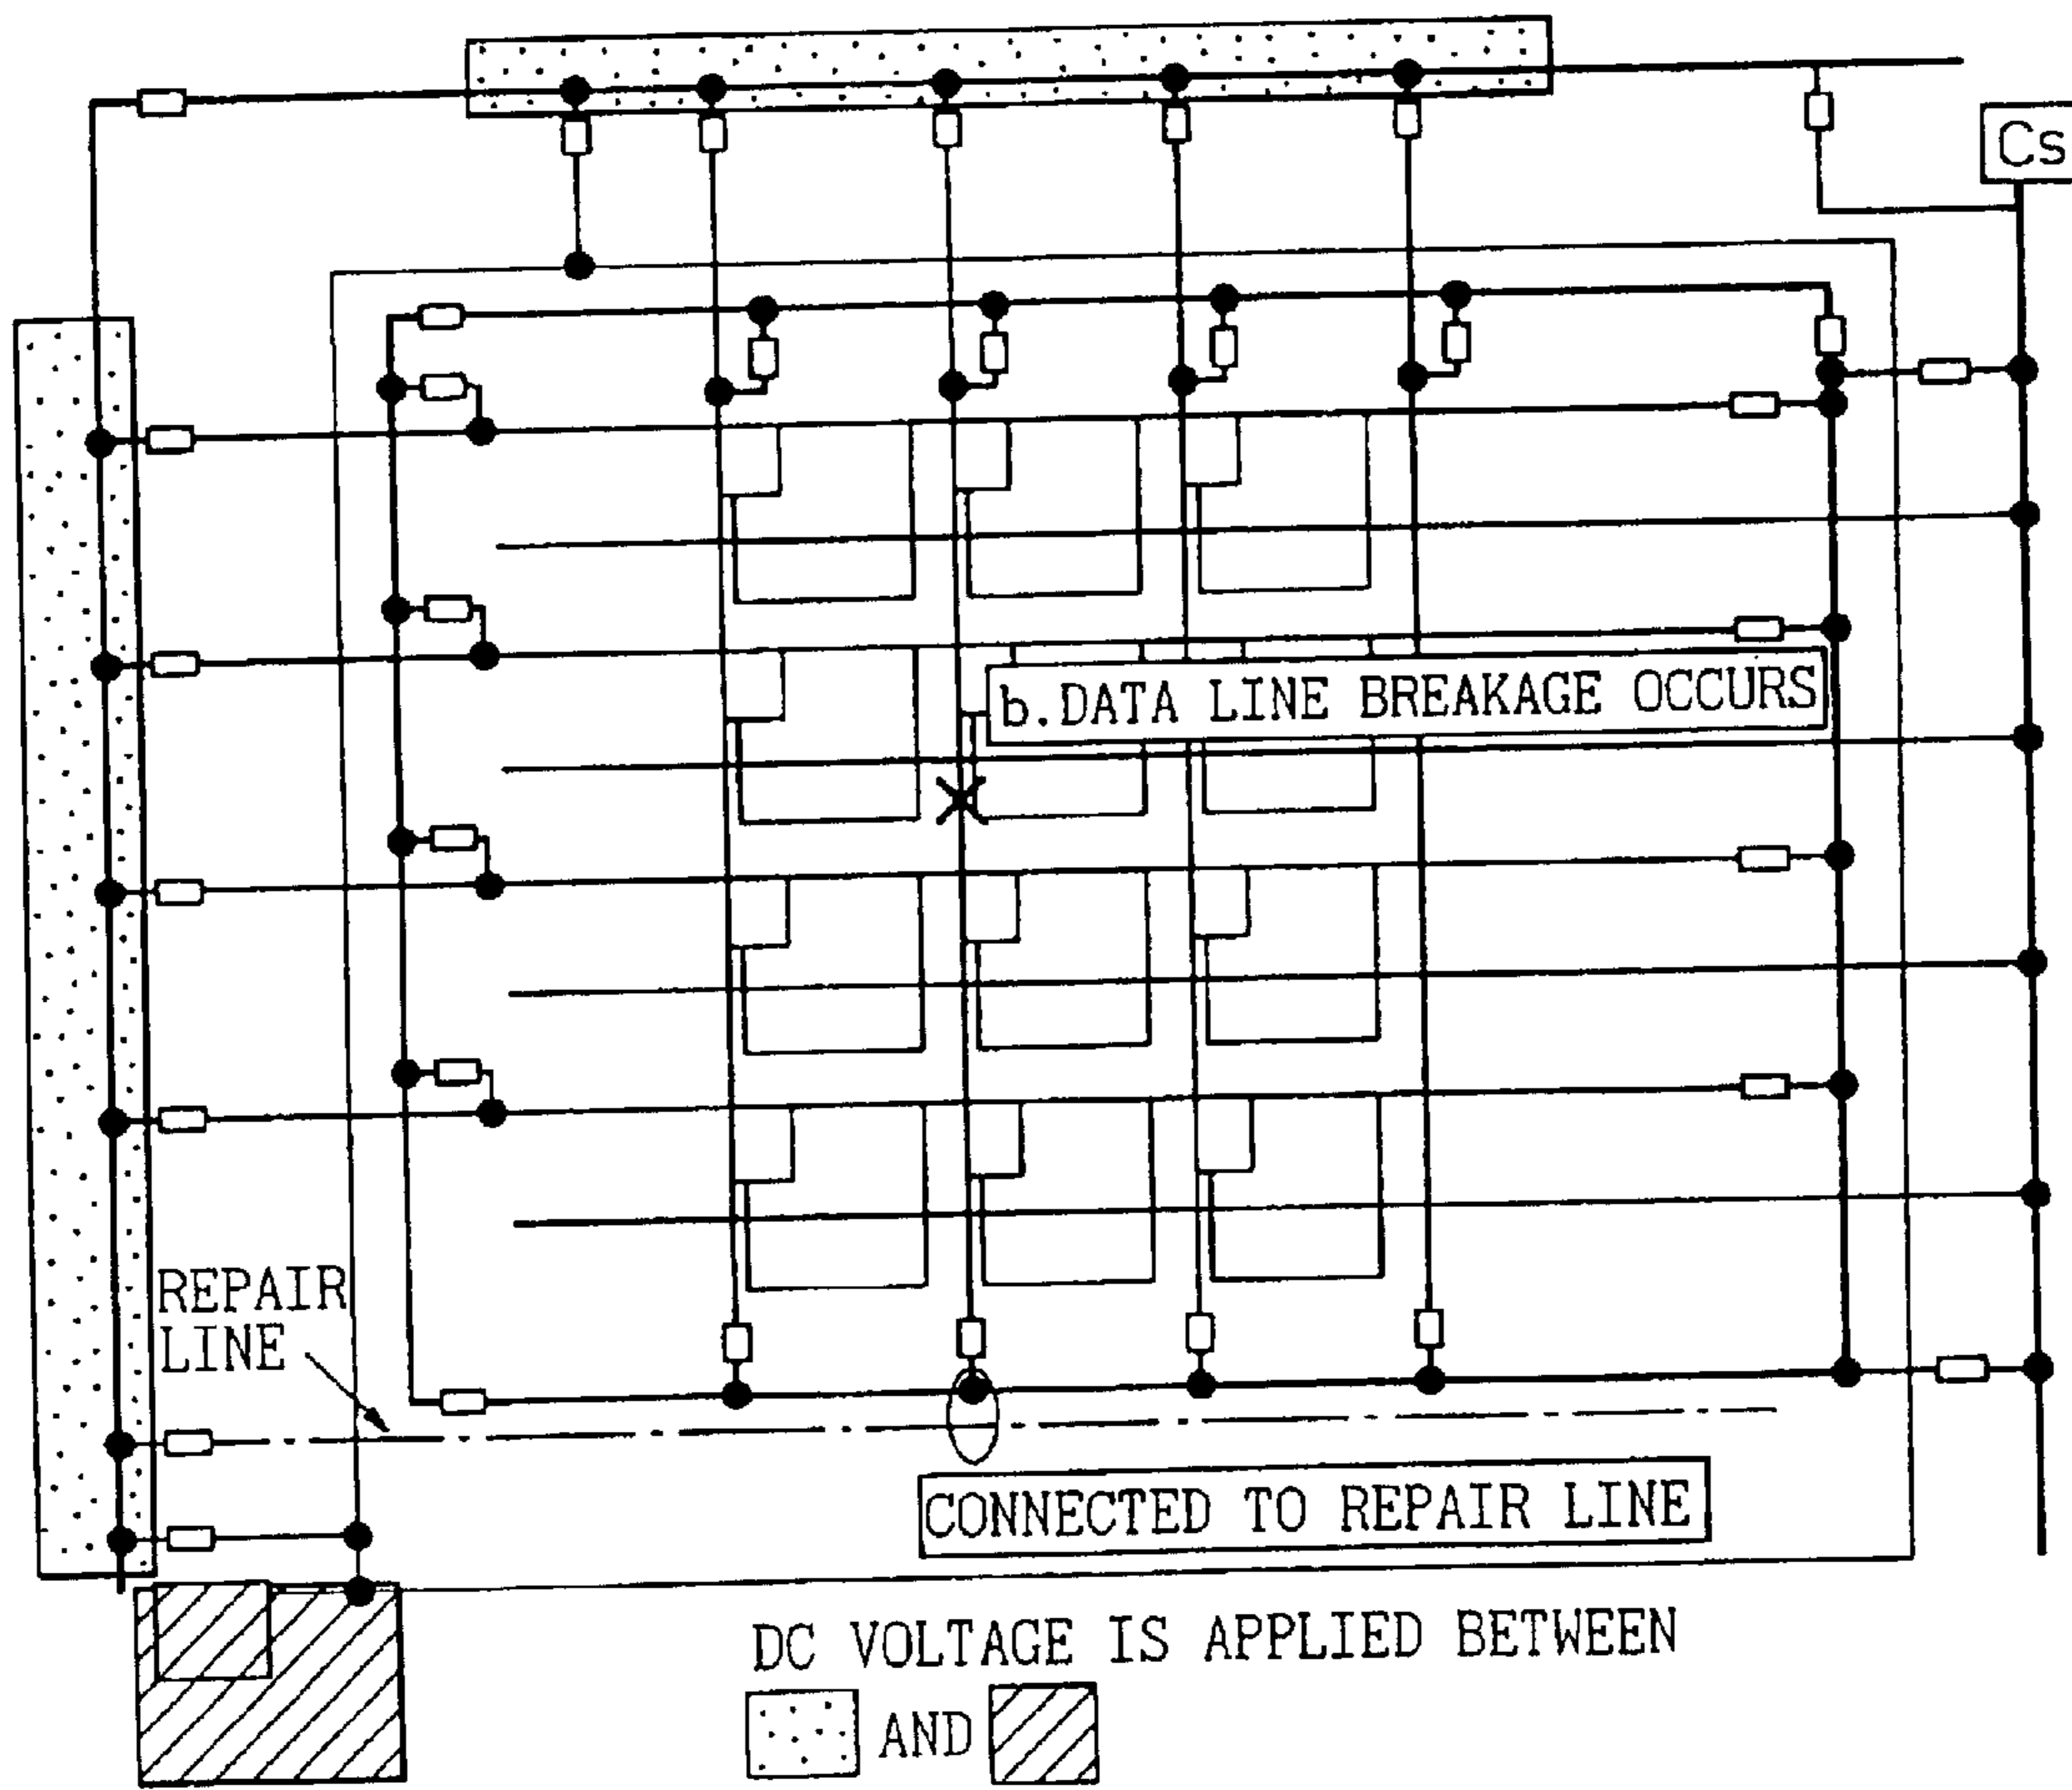 Cs
b.DATA LINE BREAKAGE OCCURS
REPAIR
LINE
CONNECTED TO REPAIR LINE
DC VOLTAGE IS APPLIED BETWEEN
AND